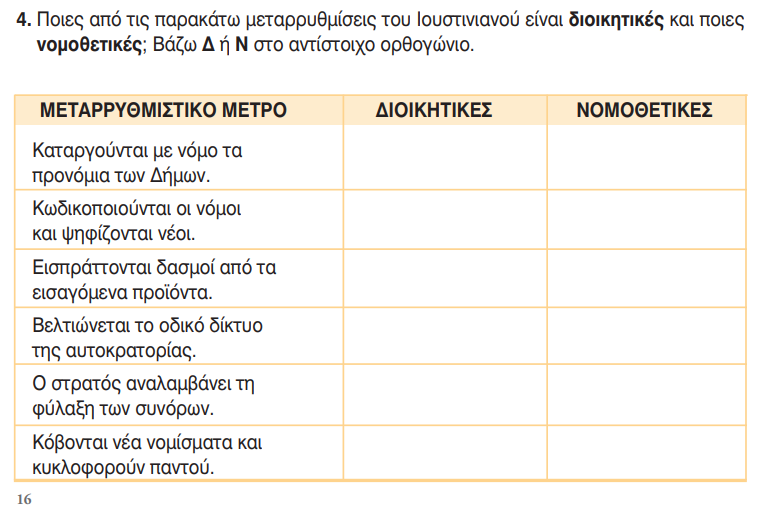 4. Ποιες από τις παρακάτω μεταρρυθμίσεις του Ιουστινιανού είναι διοικητικές και ποιες
νομοθετικές; Βάζω Δ ή Ν στο αντίστοιχο ορθογώνιο.
ΜΕΤΑΡΡΥΘΜΙΣΤΙΚΟ ΜΕΤΡΟ ΔΙΟΙΚΗΤΙΚΕΣ ΝΟΜΟΘΕΤΙΚΕΣ
Καταργούνται με νόμο τα
προνόμια των Δήμων.
Κωδικοποιούνται οι νόμοι
και ψηφίζονται νέοι.
Εισπράττονται δασμοί από τα
εισαγόμενα προϊόντα.
Βελτιώνεται το οδικό δίκτυο
της αυτοκρατορίας.
Ο στρατός αναλαμβάνει τη
φύλαξη των συνόρων.
Κόβονται νέα νομίσματα και
κυκλοφορούν παντού.
16